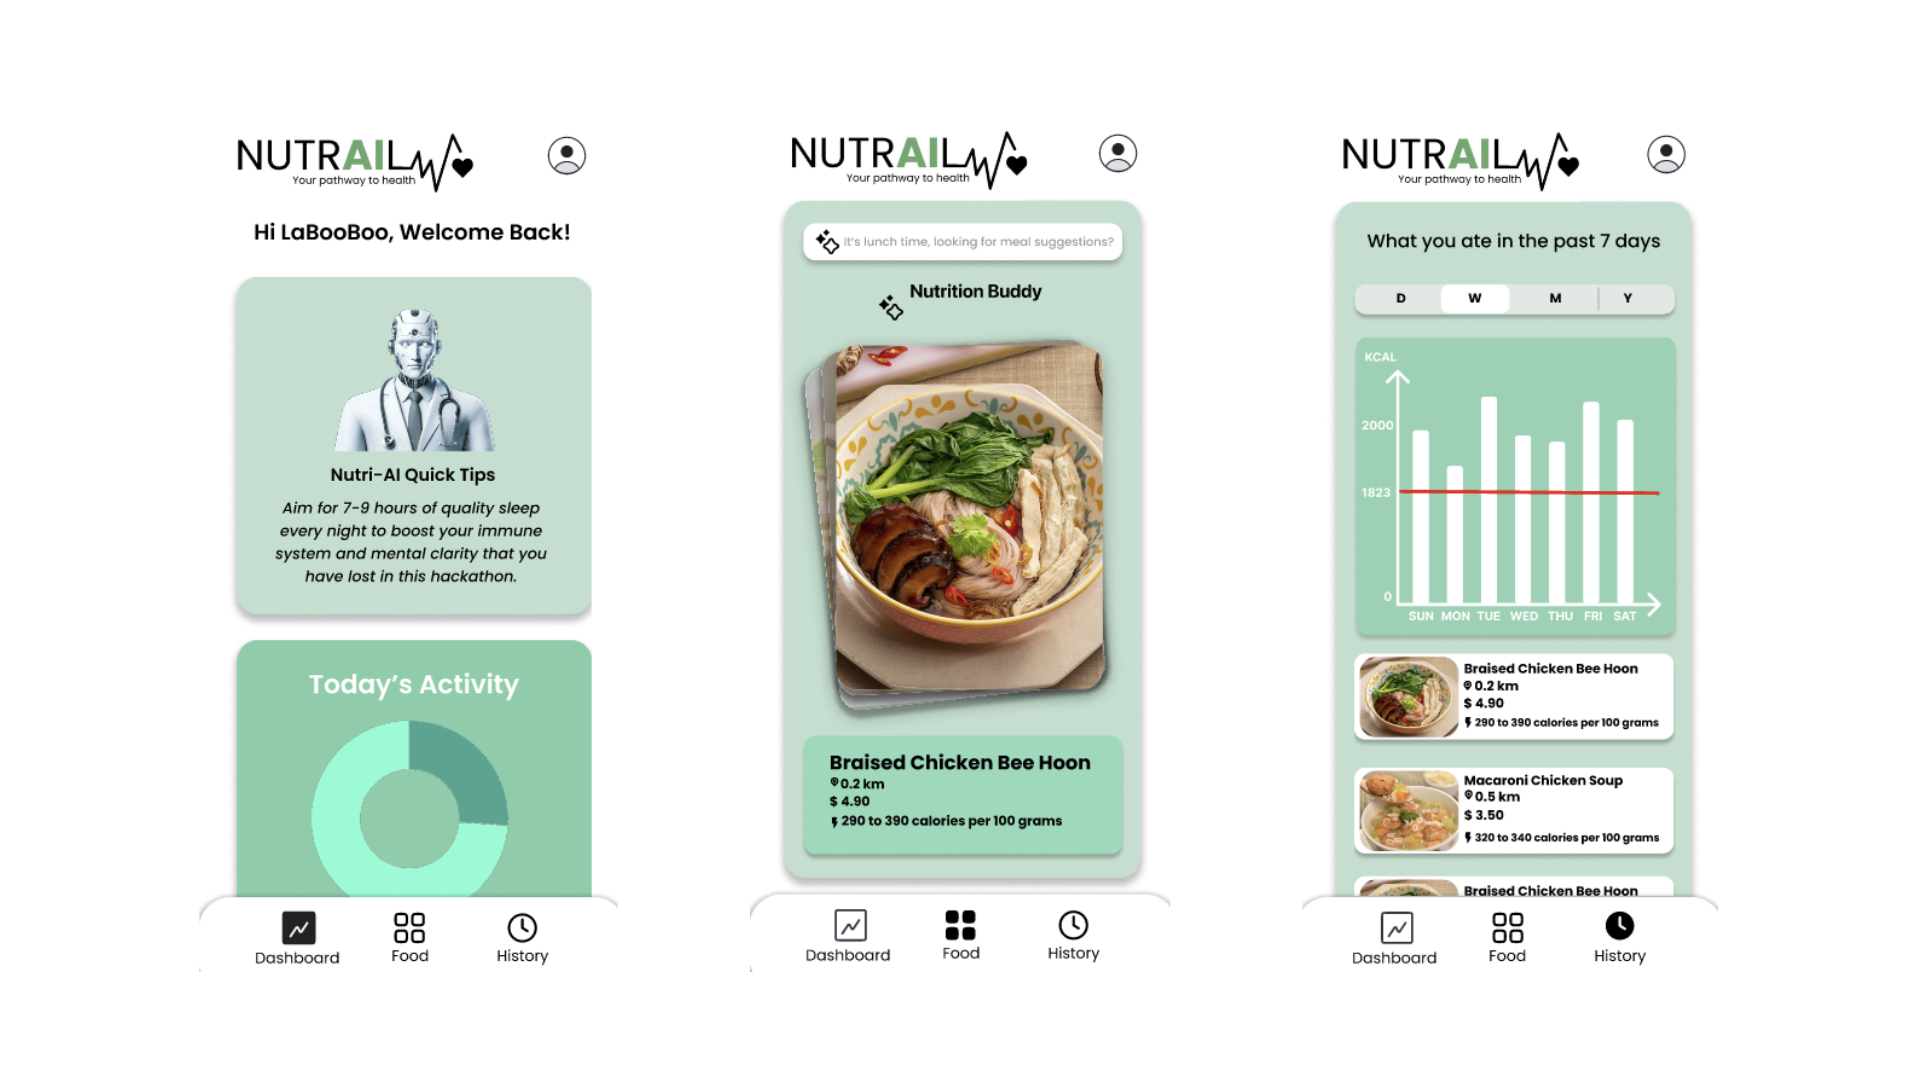 NUTRAIL
Your pathway to health
Hi LaBooBoo, Welcome Back!
Nutri-AI Quick Tips
Aim for 7-9 hours of quality sleep
every night to boost your immune
system and mental clarity that you
have lost in this hackathon.
Today's Activity
Dashboard
Food
History
NUTRAIL
Your pathway to health
It's lunch time, looking for meal suggestions?
Nutrition Buddy
Braised Chicken Bee Hoon
0.2 km
$ 4.90
290 to 390 calories per 100 grams
Dashboard
Food
History
NUTRAIL
Your pathway to health
What you ate in the past 7 days
D W M Y
KCAL
2000
1823
0
SUN MON TUE WED THU FRI SAT
Braised Chicken Bee Hoon
0.2 km
$ 4.90
290 to 390 calories per 100 grams
Macaroni Chicken Soup
0.5 km
$ 3.50
320 to 340 calories per 100 grams
Braised Chicken Bee Hoon
Dashboard
Food
History